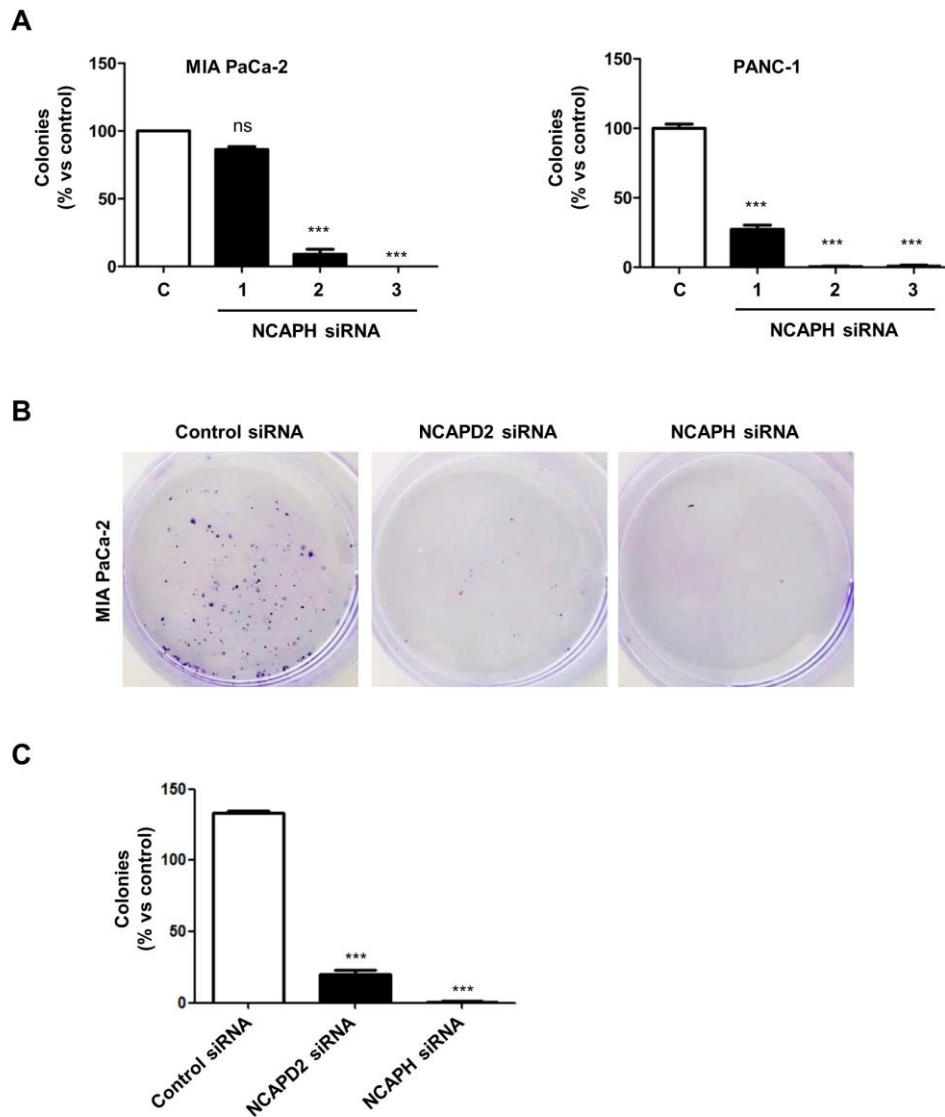 A
MIA PaCa-2
Colonies
(% vs control)
150
100
50
0
ns
***
***
C 1 2 3
NCAPH siRNA
PANC-1
Colonies
(% vs control)
150
100
50
0
***
***
***
C 1 2 3
NCAPH siRNA
B
Control siRNA NCAPD2 siRNA NCAPH siRNA
MIA PaCa-2
C
Colonies
(% vs control)
150
100
50
0
***
***
Control siRNA
NCAPD2 siRNA
NCAPH siRNA